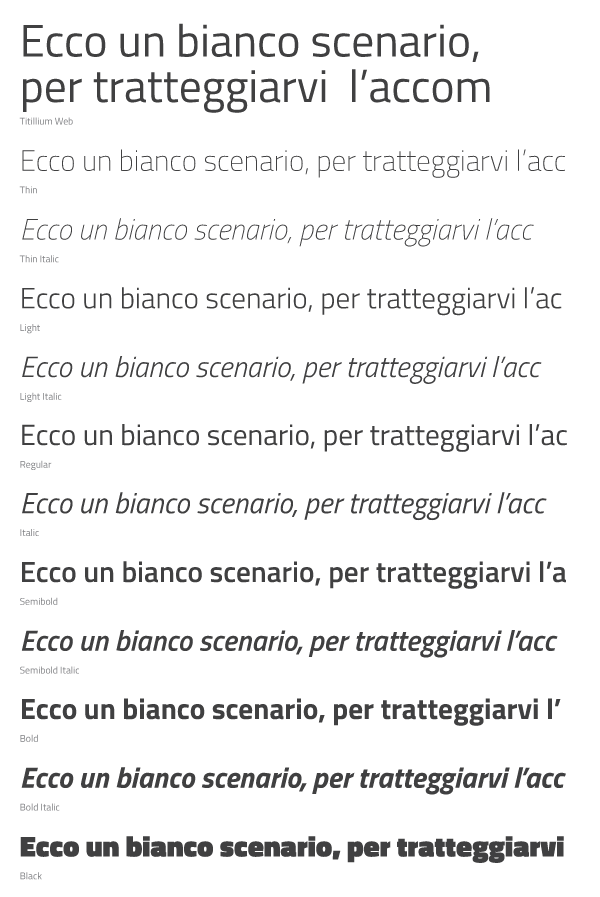 Ecco un bianco scenario,
per tratteggiarvi l’accom
Titillium Web
Ecco un bianco scenario, per tratteggiarvi l’acc
Thin
Ecco un bianco scenario, per tratteggiarvi l’acc
Thin Italic
Ecco un bianco scenario, per tratteggiarvi l’ac
Light
Ecco un bianco scenario, per tratteggiarvi l’acc
Light Italic
Ecco un bianco scenario, per tratteggiarvi l’ac
Regular
Ecco un bianco scenario, per tratteggiarvi l’acc
Italic
Ecco un bianco scenario, per tratteggiarvi l’a
Semibold
Ecco un bianco scenario, per tratteggiarvi l’acc
Semibold Italic
Ecco un bianco scenario, per tratteggiarvi l’
Bold
Ecco un bianco scenario, per tratteggiarvi l’acc
Bold Italic
Ecco un bianco scenario, per tratteggiarvi
Black